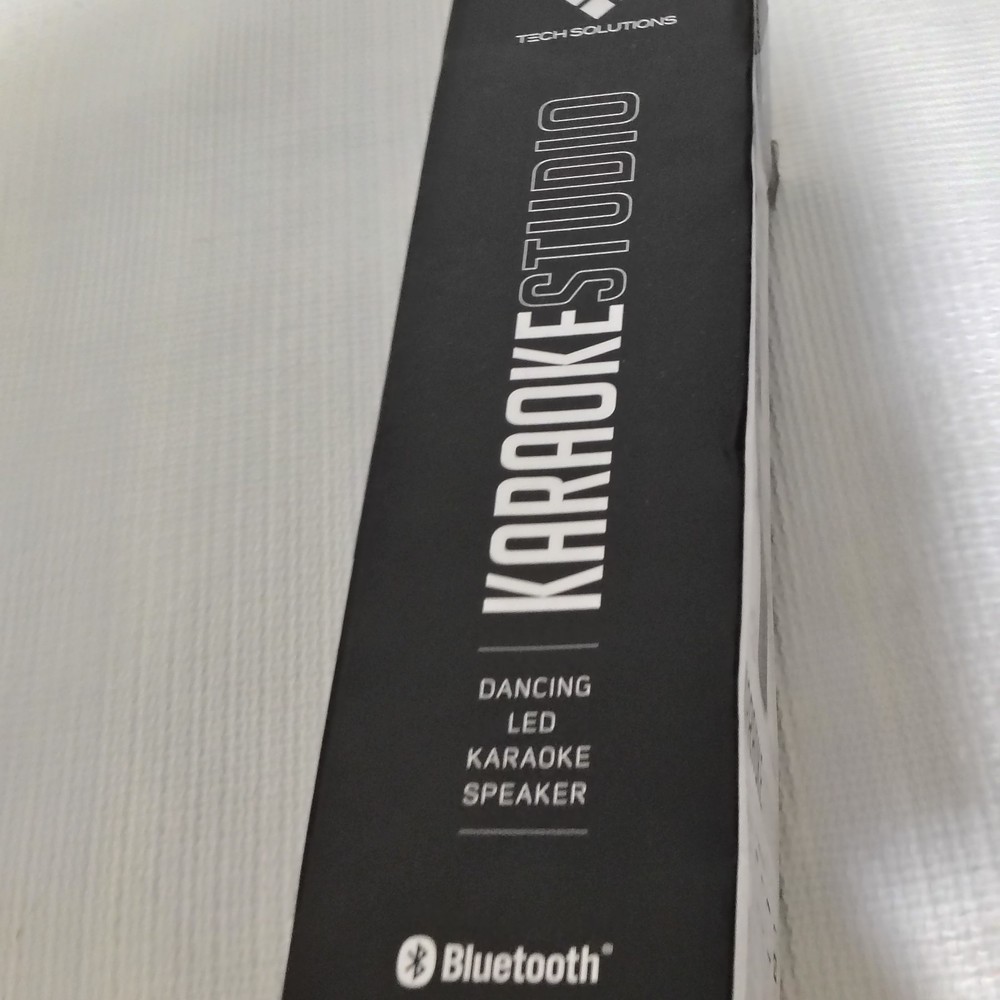 TECH SOLUTIONS
KARAOKESTUDIO
DANCING
LED
KARAOKE
SPEAKER
Bluetooth®